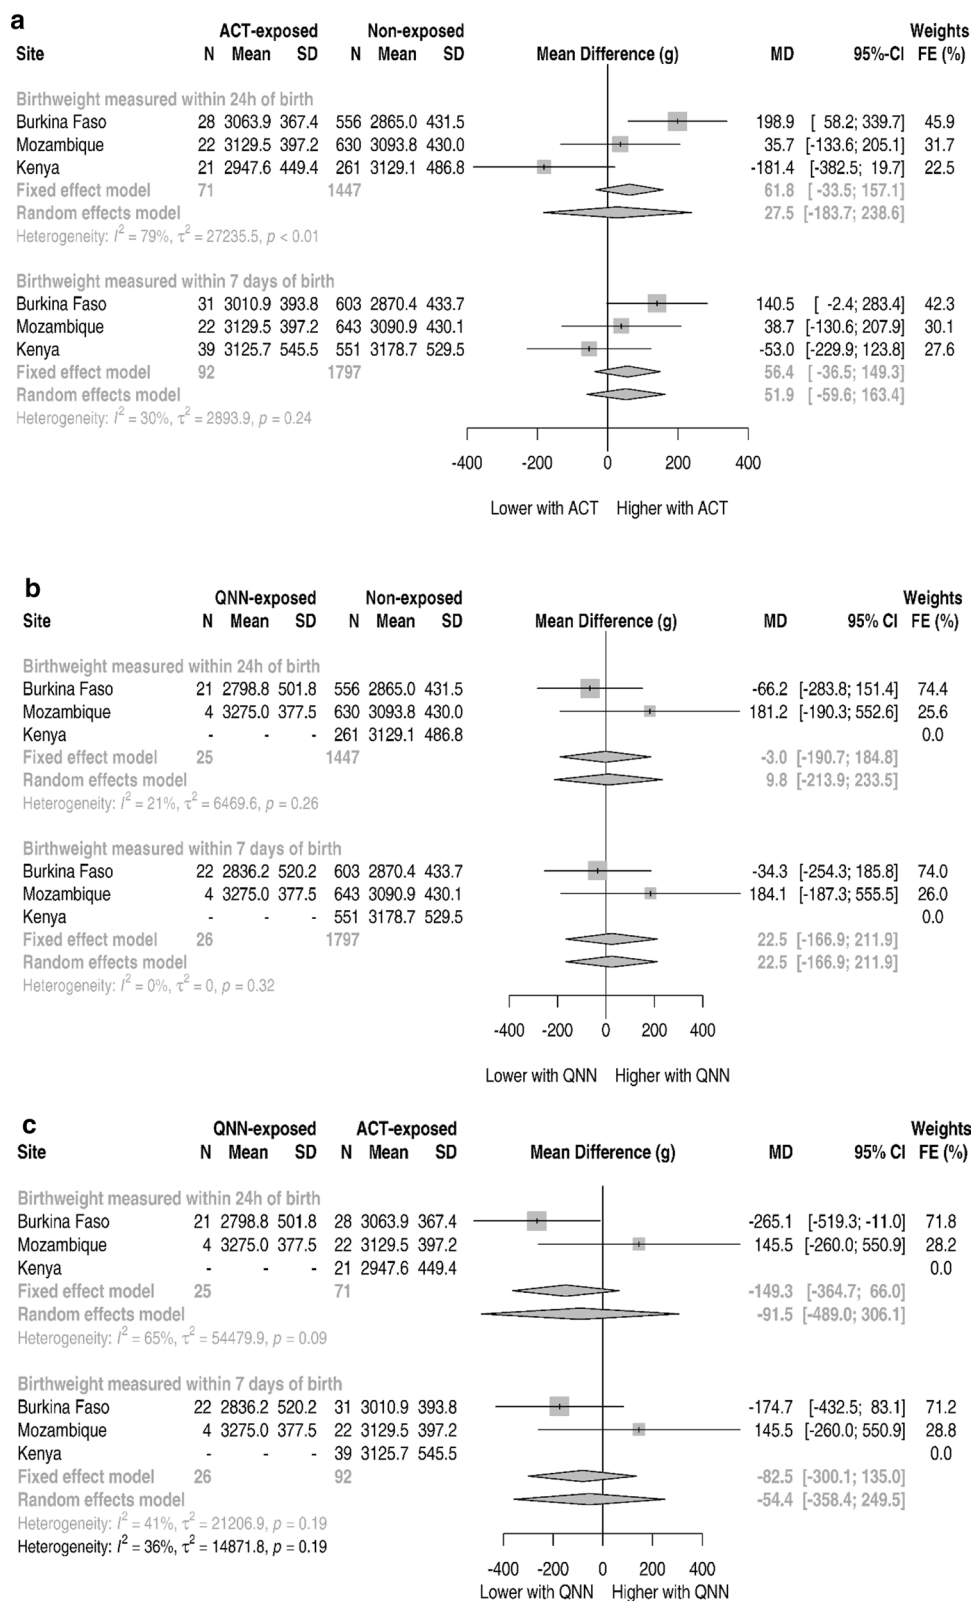 a
ACT-exposed Non-exposed Weights
Site N Mean SD N Mean SD Mean Difference (g) MD 95%-CI FE (%)
Birthweight measured within 24h of birth
Burkina Faso 28 3063.9 367.4 556 2865.0 431.5 198.9 [ 58.2; 339.7] 45.9
Mozambique 22 3129.5 397.2 630 3093.8 430.0 35.7 [-133.6; 205.1] 31.7
Kenya 21 2947.6 449.4 261 3129.1 486.8 -181.4 [-382.5; 19.7] 22.5
Fixed effect model 71 1447 61.8 [ -33.5; 157.1]
Random effects model 27.5 [-183.7; 238.6]
Heterogeneity: I² = 79%, τ² = 27235.5, p < 0.01
Birthweight measured within 7 days of birth
Burkina Faso 31 3010.9 393.8 603 2870.4 433.7 140.5 [ -2.4; 283.4] 42.3
Mozambique 22 3129.5 397.2 643 3090.9 430.1 38.7 [-130.6; 207.9] 30.1
Kenya 39 3125.7 545.5 551 3178.7 529.5 -53.0 [-229.9; 123.8] 27.6
Fixed effect model 92 1797 56.4 [ -36.5; 149.3]
Random effects model 51.9 [ -59.6; 163.4]
Heterogeneity: I² = 30%, τ² = 2893.9, p = 0.24
-400 -200 0 200 400
Lower with ACT Higher with ACT
b
QNN-exposed Non-exposed Weights
Site N Mean SD N Mean SD Mean Difference (g) MD 95% CI FE (%)
Birthweight measured within 24h of birth
Burkina Faso 21 2798.8 501.8 556 2865.0 431.5 -66.2 [-283.8; 151.4] 74.4
Mozambique 4 3275.0 377.5 630 3093.8 430.0 181.2 [-190.3; 552.6] 25.6
Kenya - - - 261 3129.1 486.8 0.0
Fixed effect model 25 1447 -3.0 [-190.7; 184.8]
Random effects model 9.8 [-213.9; 233.5]
Heterogeneity: I² = 21%, τ² = 6469.6, p = 0.26
Birthweight measured within 7 days of birth
Burkina Faso 22 2836.2 520.2 603 2870.4 433.7 -34.3 [-254.3; 185.8] 74.0
Mozambique 4 3275.0 377.5 643 3090.9 430.1 184.1 [-187.3; 555.5] 26.0
Kenya - - - 551 3178.7 529.5 0.0
Fixed effect model 26 1797 22.5 [-166.9; 211.9]
Random effects model 22.5 [-166.9; 211.9]
Heterogeneity: I² = 0%, τ² = 0, p = 0.32
-400 -200 0 200 400
Lower with QNN Higher with QNN
c
QNN-exposed ACT-exposed Weights
Site N Mean SD N Mean SD Mean Difference (g) MD 95% CI FE (%)
Birthweight measured within 24h of birth
Burkina Faso 21 2798.8 501.8 28 3063.9 367.4 -265.1 [-519.3; -11.0] 71.8
Mozambique 4 3275.0 377.5 22 3129.5 397.2 145.5 [-260.0; 550.9] 28.2
Kenya - - - 21 2947.6 449.4 0.0
Fixed effect model 25 71 -149.3 [-364.7; 66.0]
Random effects model -91.5 [-489.0; 306.1]
Heterogeneity: I² = 65%, τ² = 54479.9, p = 0.09
Birthweight measured within 7 days of birth
Burkina Faso 22 2836.2 520.2 31 3010.9 393.8 -174.7 [-432.5; 83.1] 71.2
Mozambique 4 3275.0 377.5 22 3129.5 397.2 145.5 [-260.0; 550.9] 28.8
Kenya - - - 39 3125.7 545.5 0.0
Fixed effect model 26 92 -82.5 [-300.1; 135.0]
Random effects model -54.4 [-358.4; 249.5]
Heterogeneity: I² = 41%, τ² = 21206.9, p = 0.19
Heterogeneity: I² = 36%, τ² = 14871.8, p = 0.19
-400 -200 0 200 400
Lower with QNN Higher with QNN